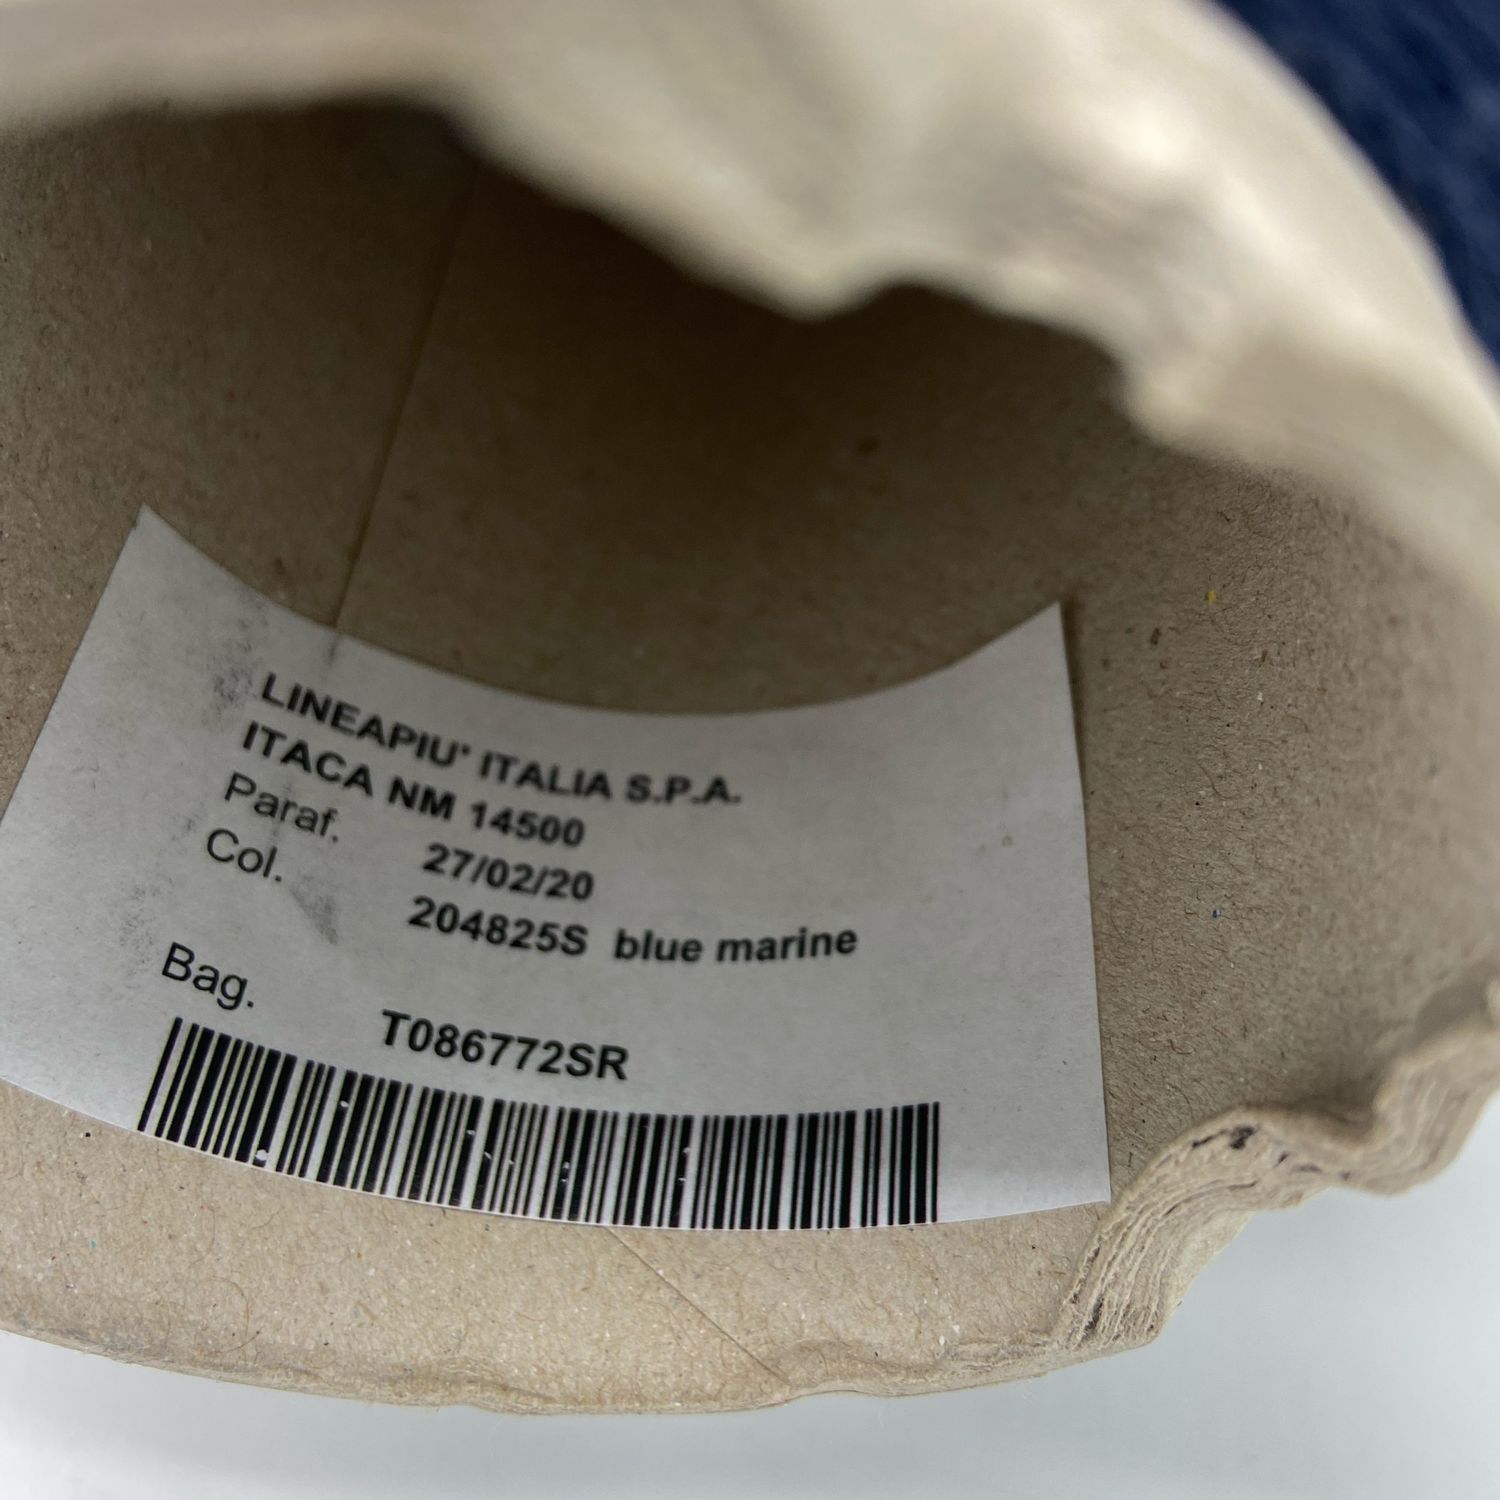 LINEAPIU' ITALIA S.P.A.
ITACA NM 14500
Paraf. 27/02/20
Col. 204825S blue marine
Bag. T086772SR